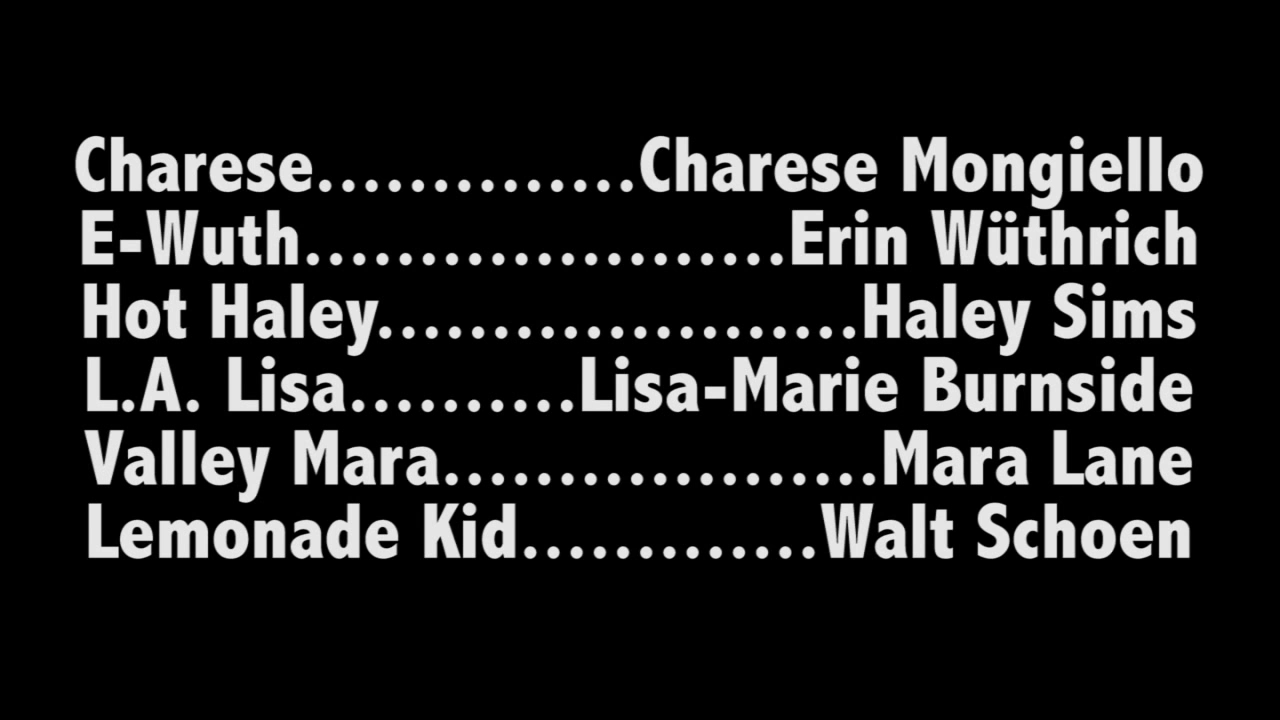 Charese..............Charese Mongiello
E-Wuth.....................Erin Wüthrich
Hot Haley.....................Haley Sims
L.A. Lisa..........Lisa-Marie Burnside
Valley Mara...................Mara Lane
Lemonade Kid.............Walt Schoen